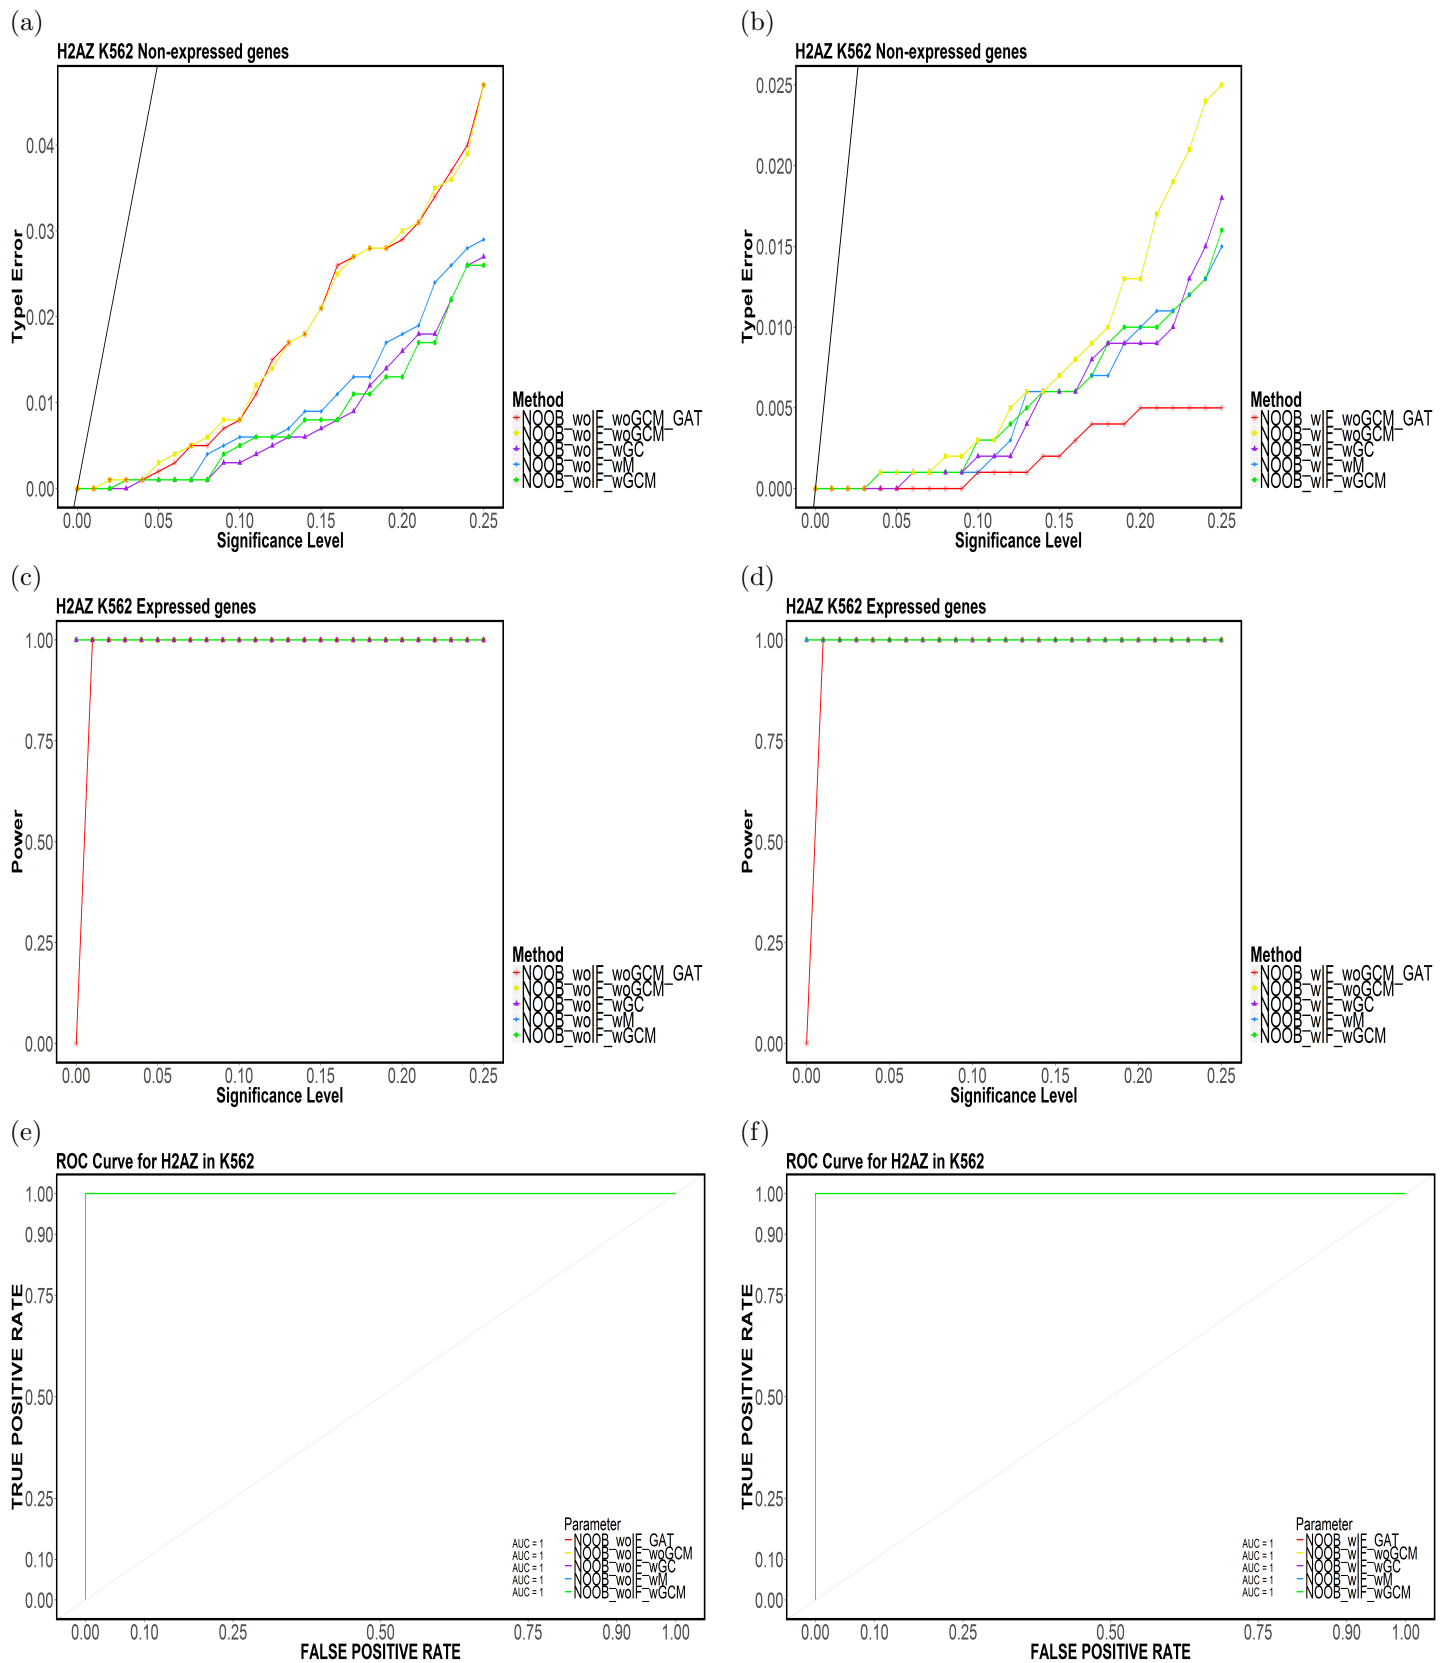 (a)
H2AZ K562 Non-expressed genes
TypeI Error
0.04
0.03
0.02
0.01
0.00
0.00 0.05 0.10 0.15 0.20 0.25
Significance Level
Method
NOOB_woIF_woGCM_GAT
NOOB_woIF_woGCM
NOOB_woIF_wGC
NOOB_woIF_wM
NOOB_woIF_wGCM
(b)
H2AZ K562 Non-expressed genes
TypeI Error
0.025
0.020
0.015
0.010
0.005
0.000
0.00 0.05 0.10 0.15 0.20 0.25
Significance Level
Method
NOOB_wIF_woGCM_GAT
NOOB_wIF_woGCM
NOOB_wIF_wGC
NOOB_wIF_wM
NOOB_wIF_wGCM
(c)
H2AZ K562 Expressed genes
Power
1.00
0.75
0.50
0.25
0.00
0.00 0.05 0.10 0.15 0.20 0.25
Significance Level
Method
NOOB_woIF_woGCM_GAT
NOOB_woIF_woGCM
NOOB_woIF_wGC
NOOB_woIF_wM
NOOB_woIF_wGCM
(d)
H2AZ K562 Expressed genes
Power
1.00
0.75
0.50
0.25
0.00
0.00 0.05 0.10 0.15 0.20 0.25
Significance Level
Method
NOOB_wIF_woGCM_GAT
NOOB_wIF_woGCM
NOOB_wIF_wGC
NOOB_wIF_wM
NOOB_wIF_wGCM
(e)
ROC Curve for H2AZ in K562
TRUE POSITIVE RATE
1.00
0.90
0.75
0.50
0.25
0.10
0.00
0.00 0.10 0.25 0.50 0.75 0.90 1.00
FALSE POSITIVE RATE
Parameter
AUC = 1 NOOB_woIF_GAT
AUC = 1 NOOB_woIF_woGCM
AUC = 1 NOOB_woIF_wGC
AUC = 1 NOOB_woIF_wM
AUC = 1 NOOB_woIF_wGCM
(f)
ROC Curve for H2AZ in K562
TRUE POSITIVE RATE
1.00
0.90
0.75
0.50
0.25
0.10
0.00
0.00 0.10 0.25 0.50 0.75 0.90 1.00
FALSE POSITIVE RATE
Parameter
AUC = 1 NOOB_wIF_GAT
AUC = 1 NOOB_wIF_woGCM
AUC = 1 NOOB_wIF_wGC
AUC = 1 NOOB_wIF_wM
AUC = 1 NOOB_wIF_wGCM